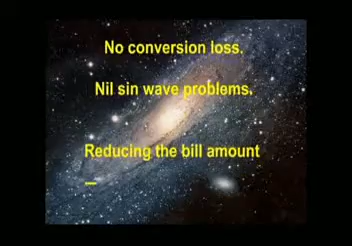 No conversion loss.
Nil sin wave problems.
Reducing the bill amount
_